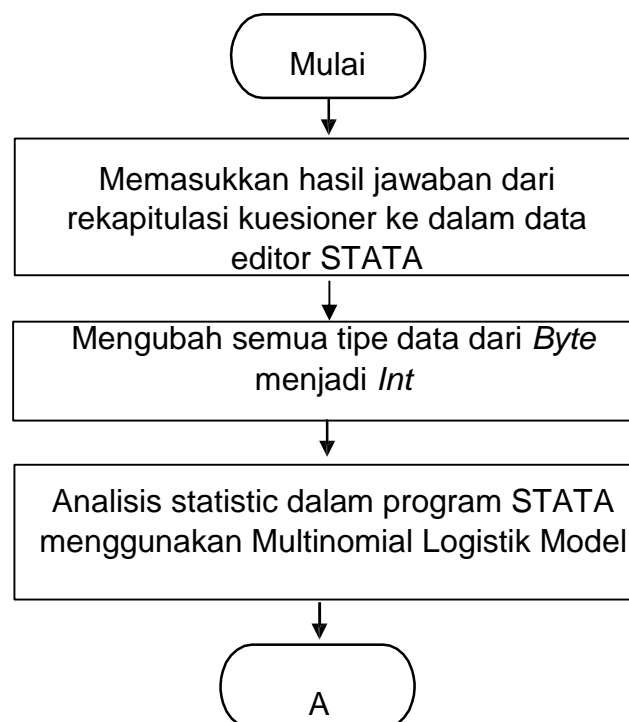 Mulai
Memasukkan hasil jawaban dari
rekapitulasi kuesioner ke dalam data
editor STATA
Mengubah semua tipe data dari Byte
menjadi Int
Analisis statistic dalam program STATA
menggunakan Multinomial Logistik Model
A